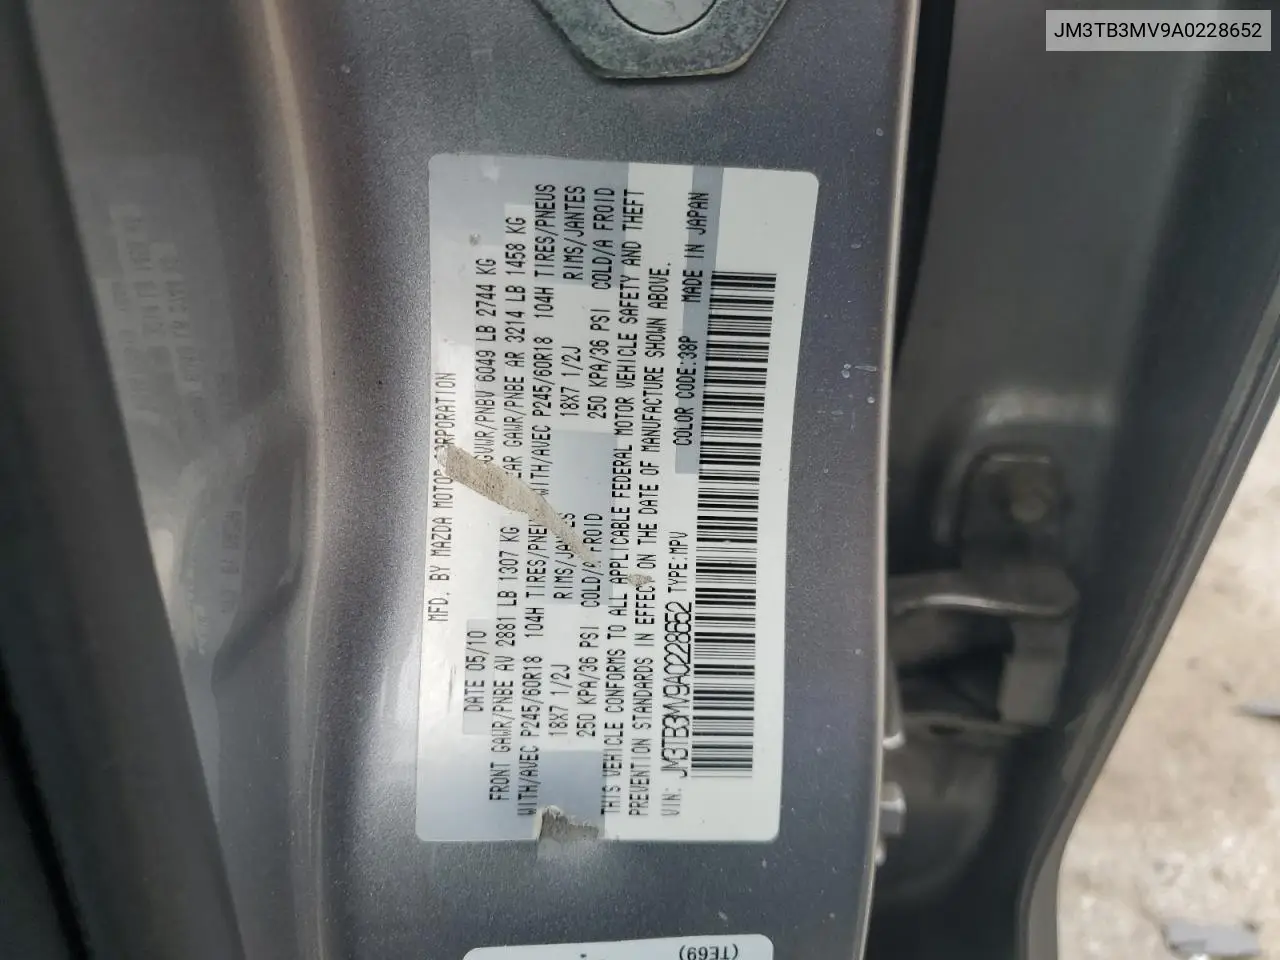 JM3TB3MV9A0228652
MFD. BY MAZDA MOTOR CORPORATION
DATE 05/10 GVWR/PNBV 6049 LB 2744 KG
FRONT GAWR/PNBE AV 2881 LB 1307 KG REAR GAWR/PNBE AR 3214 LB 1458 KG
WITH/AVEC P245/60R18 104H TIRES/PNEUS WITH/AVEC P245/60R18 104H TIRES/PNEUS
18X7 1/2J RIMS/JANTES 18X7 1/2J RIMS/JANTES
250 KPA/36 PSI COLD/A FROID 250 KPA/36 PSI COLD/A FROID
THIS VEHICLE CONFORMS TO ALL APPLICABLE FEDERAL MOTOR VEHICLE SAFETY AND THEFT
PREVENTION STANDARDS IN EFFECT ON THE DATE OF MANUFACTURE SHOWN ABOVE.
VIN: JM3TB3MV9A0228652 TYPE:MPV COLOR CODE:38P MADE IN JAPAN
(TE69)